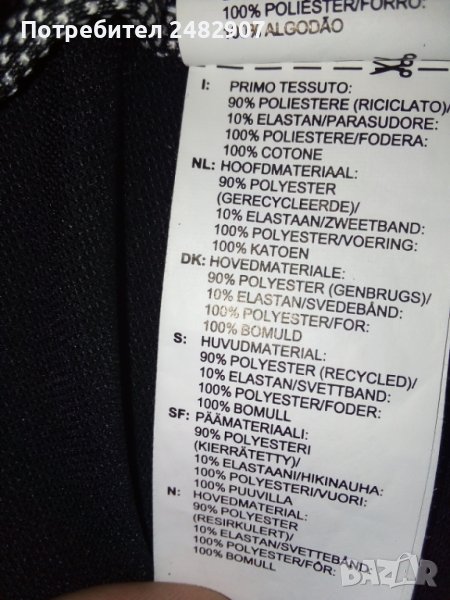 Потребител 2482907
100% POLIÉSTER/FORRO:
100% ALGODÃO
I: PRIMO TESSUTO:
90% POLIESTERE (RICICLATO)/
10% ELASTAN/PARASUDORE:
100% POLIESTERE/FODERA:
100% COTONE
NL: HOOFDMATERIAAL:
90% POLYESTER
(GERECYCLEERDE)/
10% ELASTAAN/ZWEETBAND:
100% POLYESTER/VOERING:
100% KATOEN
DK: HOVEDMATERIALE:
90% POLYESTER (GENBRUGS)/
10% ELASTAN/SVEDEBÅND:
100% POLYESTER/FOR:
100% BOMULD
S: HUVUDMATERIAL:
90% POLYESTER (RECYCLED)/
10% ELASTAN/SVETTBAND:
100% POLYESTER/FODER:
100% BOMULL
SF: PÄÄMATERIAALI:
90% POLYESTERI
(KIERRÄTETTY)/
10% ELASTAANI/HIKINAUHA:
100% POLYESTERI/VUORI:
100% PUUVILLA
N: HOVEDMATERIAL:
90% POLYESTER
(RESIRKULERT)/
10% ELASTAN/SVETTEBÅND:
100% POLYESTER/FÔR:
100% BOMULL
BAZAR